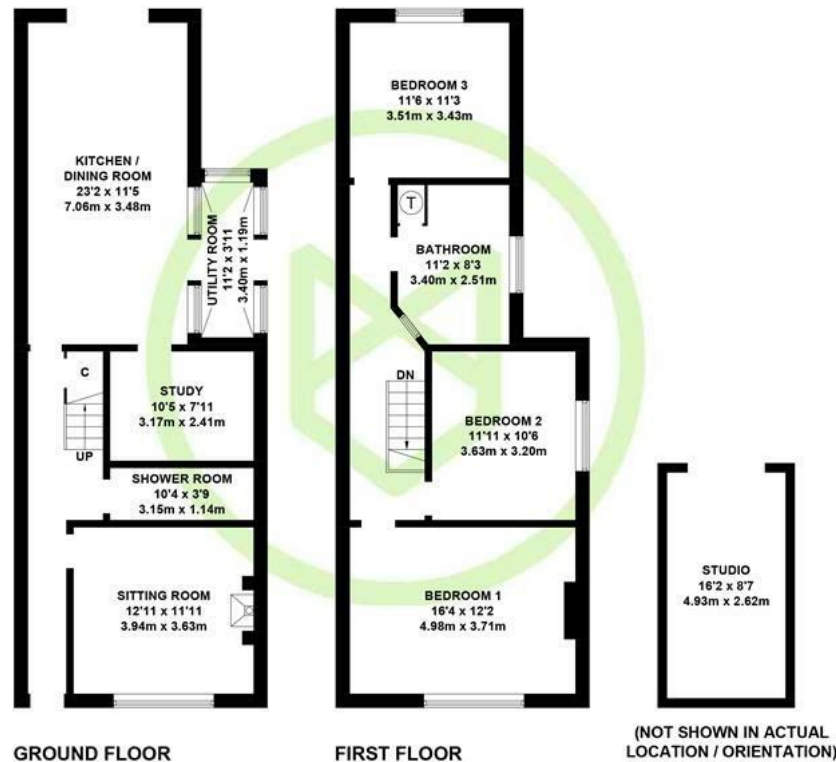 KITCHEN /
DINING ROOM
23'2 x 11'5
7.06m x 3.48m
UTILITY ROOM
11'2 x 3'11
3.40m x 1.19m
C
UP
STUDY
10'5 x 7'11
3.17m x 2.41m
SHOWER ROOM
10'4 x 3'9
3.15m x 1.14m
SITTING ROOM
12'11 x 11'11
3.94m x 3.63m
GROUND FLOOR
BEDROOM 3
11'6 x 11'3
3.51m x 3.43m
T
BATHROOM
11'2 x 8'3
3.40m x 2.51m
DN
BEDROOM 2
11'11 x 10'6
3.63m x 3.20m
BEDROOM 1
16'4 x 12'2
4.98m x 3.71m
FIRST FLOOR
STUDIO
16'2 x 8'7
4.93m x 2.62m
(NOT SHOWN IN ACTUAL
LOCATION / ORIENTATION)